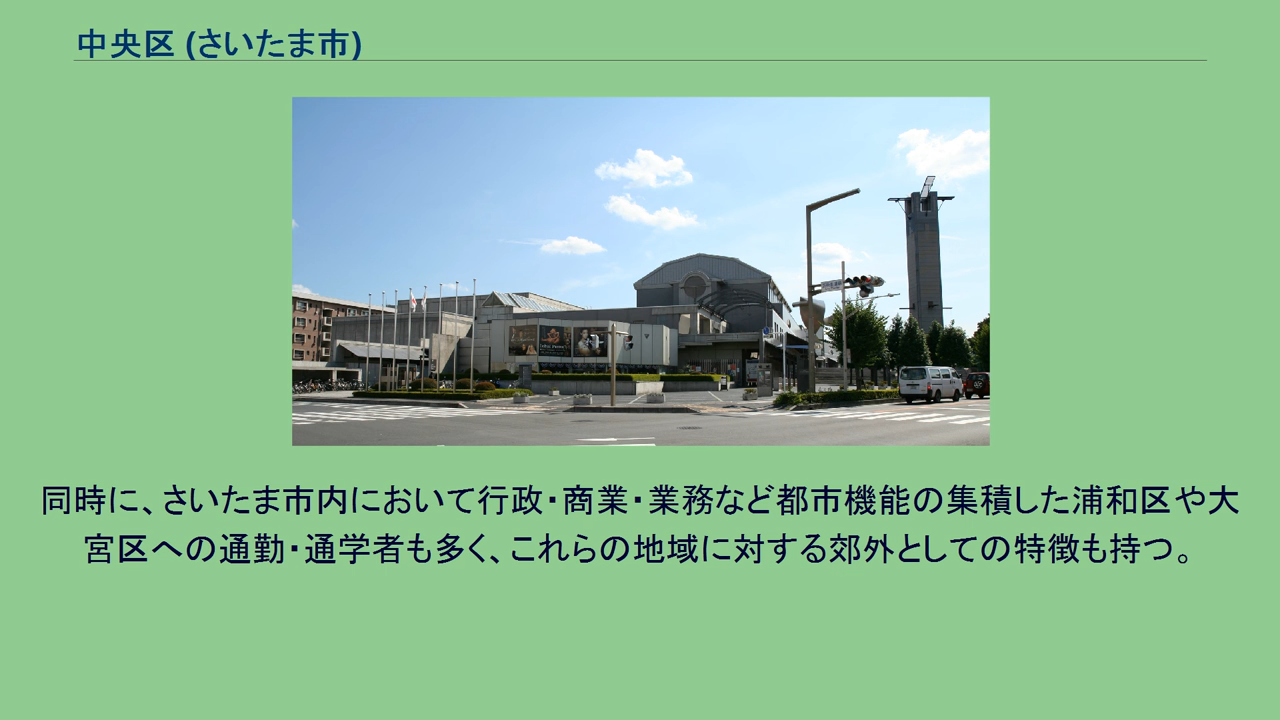 中央区 (さいたま市)
同時に、さいたま市内において行政・商業・業務など都市機能の集積した浦和区や大
宮区への通勤・通学者も多く、これらの地域に対する郊外としての特徴も持つ。